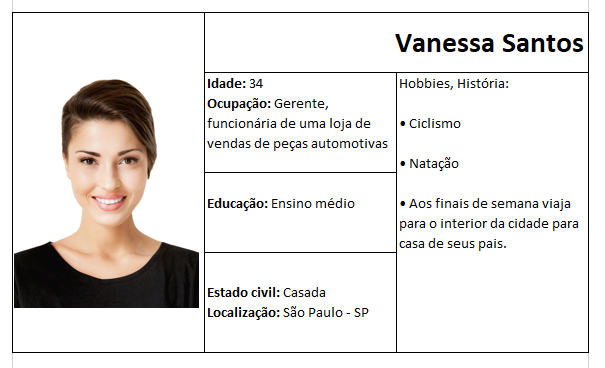 Vanessa Santos
Idade: 34
Ocupação: Gerente,
funcionária de uma loja de
vendas de peças automotivas
Educação: Ensino médio
Estado civil: Casada
Localização: São Paulo - SP
Hobbies, História:
• Ciclismo
• Natação
• Aos finais de semana viaja
para o interior da cidade para
casa de seus pais.